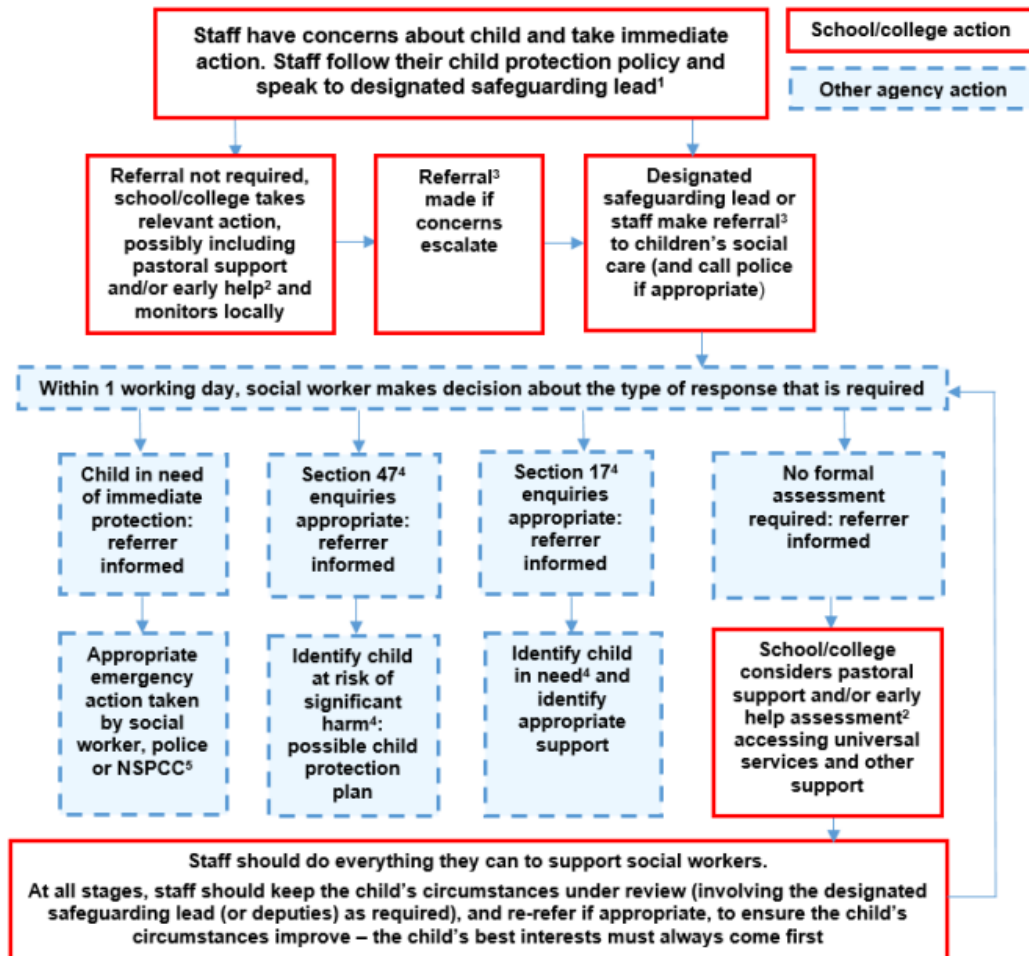 Staff have concerns about child and take immediate
action. Staff follow their child protection policy and
speak to designated safeguarding lead¹
School/college action
Other agency action
Referral not required,
school/college takes
relevant action,
possibly including
pastoral support
and/or early help² and
monitors locally
Referral³
made if
concerns
escalate
Designated
safeguarding lead or
staff make referral³
to children’s social
care (and call police
if appropriate)
Within 1 working day, social worker makes decision about the type of response that is required
Child in need
of immediate
protection:
referrer
informed
Section 47⁴
enquiries
appropriate:
referrer
informed
Section 17⁴
enquiries
appropriate:
referrer
informed
No formal
assessment
required: referrer
informed
Appropriate
emergency
action taken
by social
worker, police
or NSPCC⁵
Identify child
at risk of
significant
harm⁴:
possible child
protection
plan
Identify child
in need⁴ and
identify
appropriate
support
School/college
considers pastoral
support and/or early
help assessment²
accessing universal
services and other
support
Staff should do everything they can to support social workers.
At all stages, staff should keep the child’s circumstances under review (involving the designated
safeguarding lead (or deputies) as required), and re-refer if appropriate, to ensure the child’s
circumstances improve – the child’s best interests must always come first